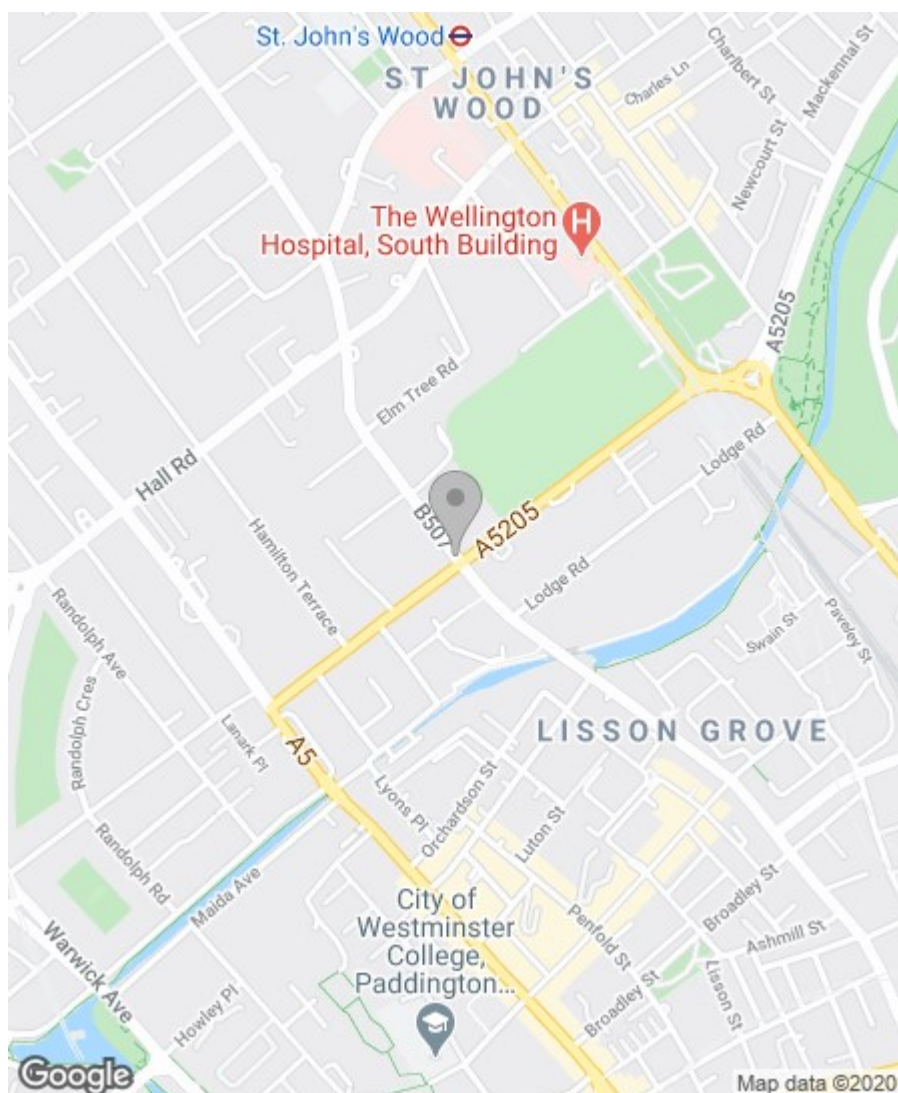 St. John's Wood
ST JOHN'S
WOOD
Charles Ln
Charlbert St
Mackennal St
Newcourt St
The Wellington
Hospital, South Building
H
A5205
Elm Tree Rd
Hall Rd
Lodge Rd
B507
A5205
Hamilton Terrace
Lodge Rd
Randolph Ave
Swain St
Paveley St
Randolph Cres
Lanark Pl
A5
LISSON GROVE
Lyons Pl
Orchardson St
Luton St
Randolph Rd
Maida Ave
City of
Westminster
College,
Paddington...
Penfold St
Broadley St
Ashmill St
Warwick Ave
Howley Pl
Broadley St
Lisson St
Google
Map data ©2020